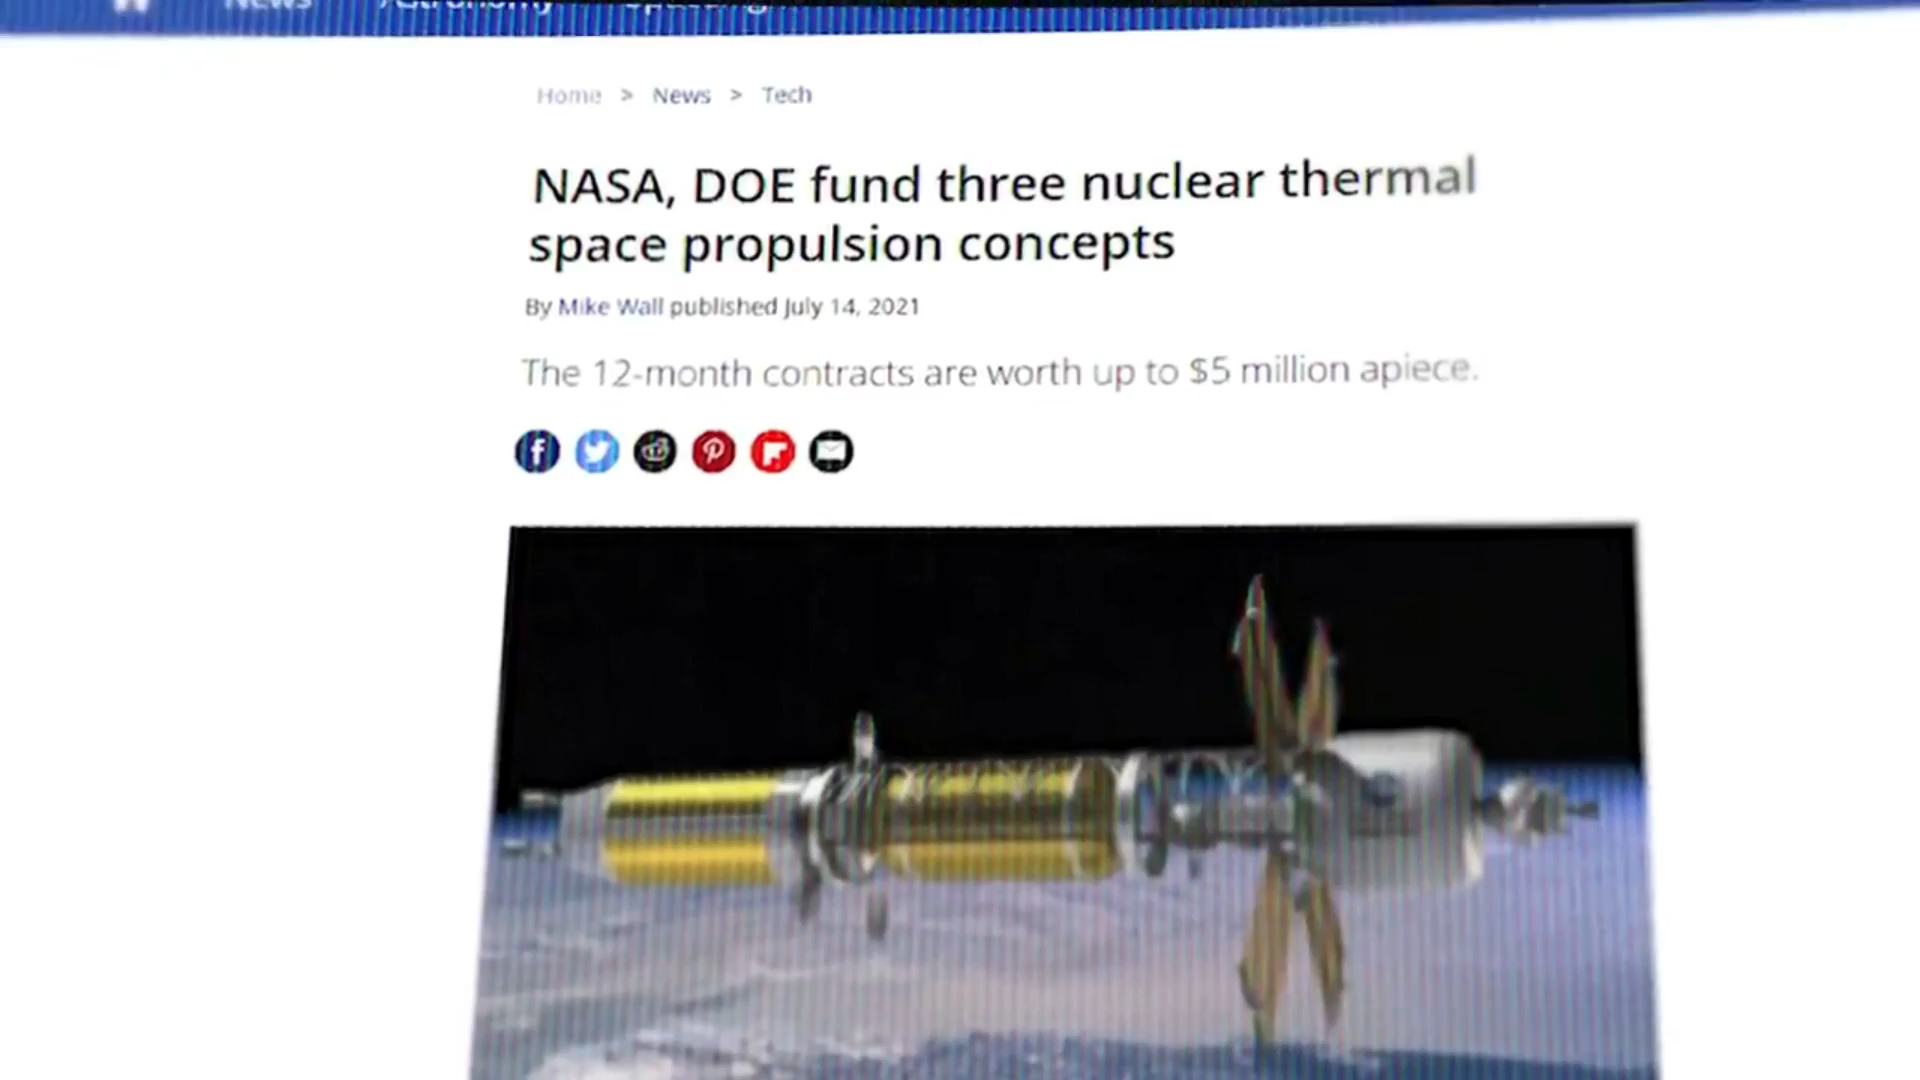 News
Home > News > Tech
NASA, DOE fund three nuclear thermal
space propulsion concepts
By Mike Wall published July 14, 2021
The 12-month contracts are worth up to $5 million apiece.